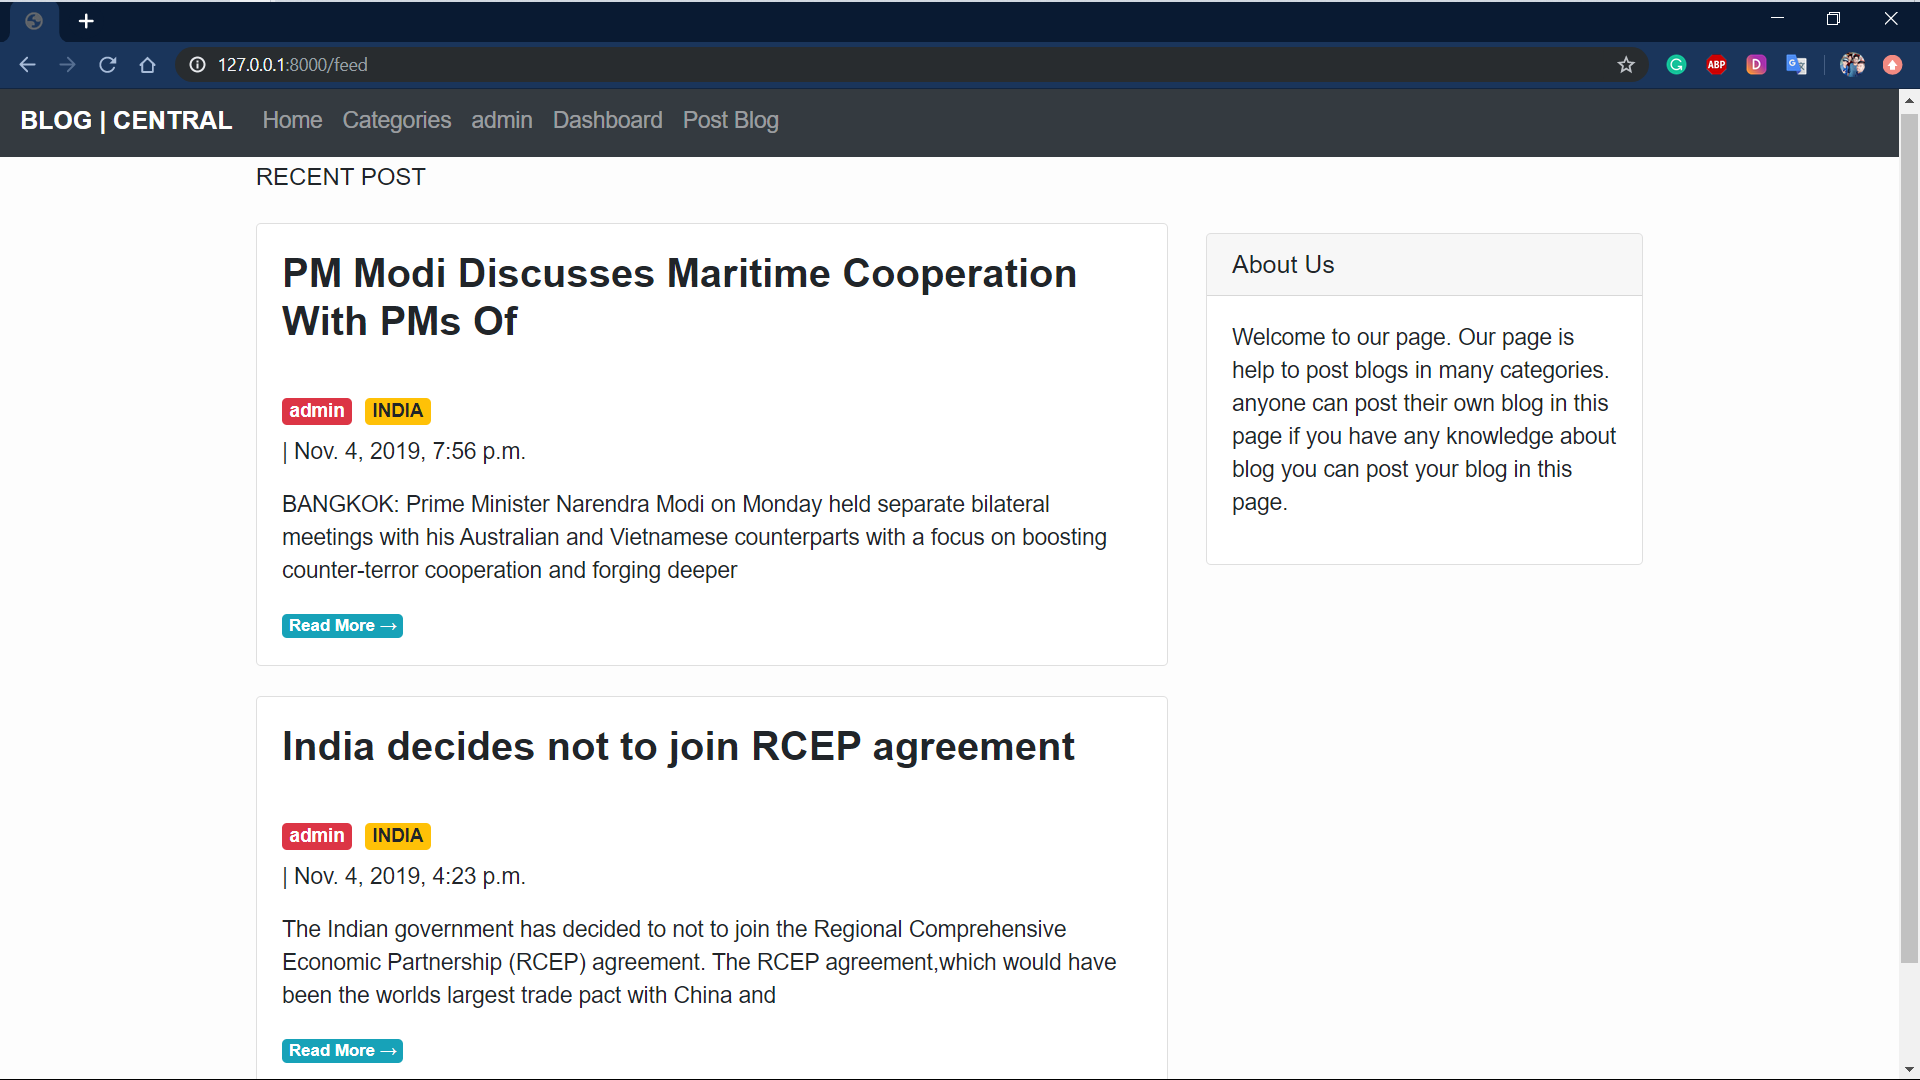 127.0.0.1:8000/feed
ABP
BLOG | CENTRAL Home Categories admin Dashboard Post Blog
RECENT POST
PM Modi Discusses Maritime Cooperation
With PMs Of
admin INDIA
| Nov. 4, 2019, 7:56 p.m.
BANGKOK: Prime Minister Narendra Modi on Monday held separate bilateral
meetings with his Australian and Vietnamese counterparts with a focus on boosting
counter-terror cooperation and forging deeper
Read More →
India decides not to join RCEP agreement
admin INDIA
| Nov. 4, 2019, 4:23 p.m.
The Indian government has decided to not to join the Regional Comprehensive
Economic Partnership (RCEP) agreement. The RCEP agreement,which would have
been the worlds largest trade pact with China and
Read More →
About Us
Welcome to our page. Our page is
help to post blogs in many categories.
anyone can post their own blog in this
page if you have any knowledge about
blog you can post your blog in this
page.